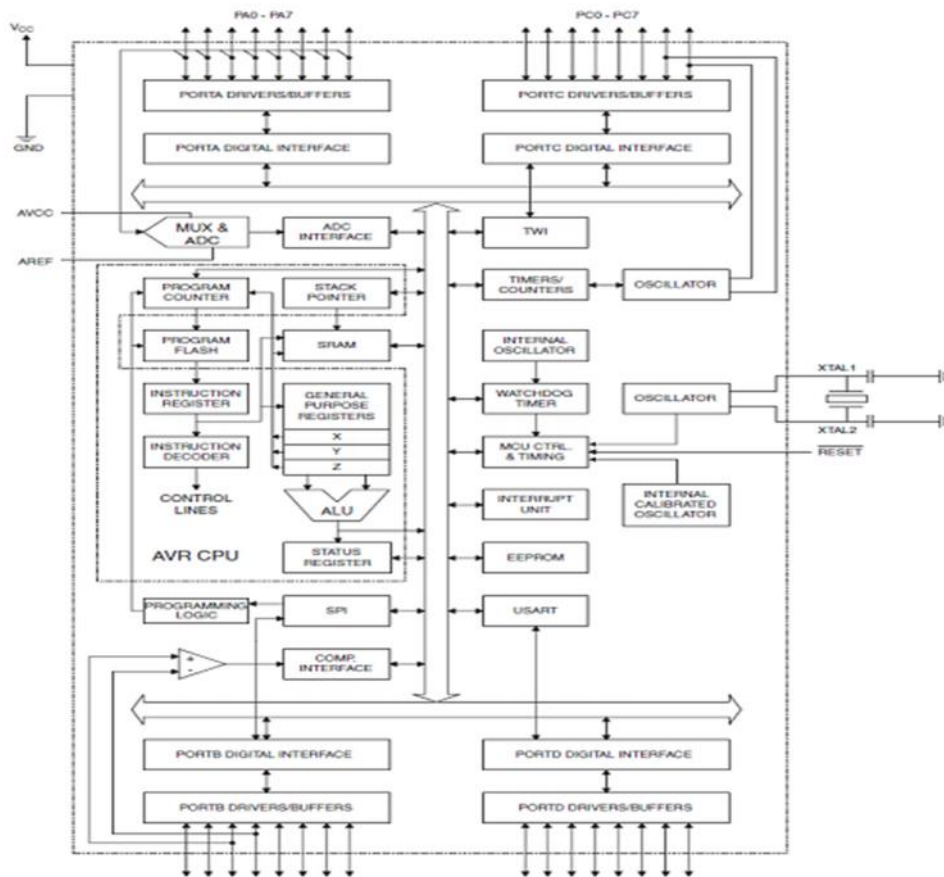 PA0 - PA7
PC0 - PC7
VCC
PORTA DRIVERS/BUFFERS
PORTC DRIVERS/BUFFERS
PORTA DIGITAL INTERFACE
PORTC DIGITAL INTERFACE
GND
AVCC
MUX &
ADC
ADC
INTERFACE
TWI
AREF
PROGRAM
COUNTER
STACK
POINTER
TIMERS/
COUNTERS
OSCILLATOR
PROGRAM
FLASH
SRAM
INTERNAL
OSCILLATOR
XTAL1
INSTRUCTION
REGISTER
GENERAL
PURPOSE
REGISTERS
WATCHDOG
TIMER
OSCILLATOR
X
XTAL2
INSTRUCTION
DECODER
Y
MCU CTRL.
& TIMING
RESET
Z
CONTROL
LINES
ALU
INTERRUPT
UNIT
INTERNAL
CALIBRATED
OSCILLATOR
AVR CPU
STATUS
REGISTER
EEPROM
PROGRAMMING
LOGIC
SPI
USART
+
-
COMP.
INTERFACE
PORTB DIGITAL INTERFACE
PORTD DIGITAL INTERFACE
PORTB DRIVERS/BUFFERS
PORTD DRIVERS/BUFFERS